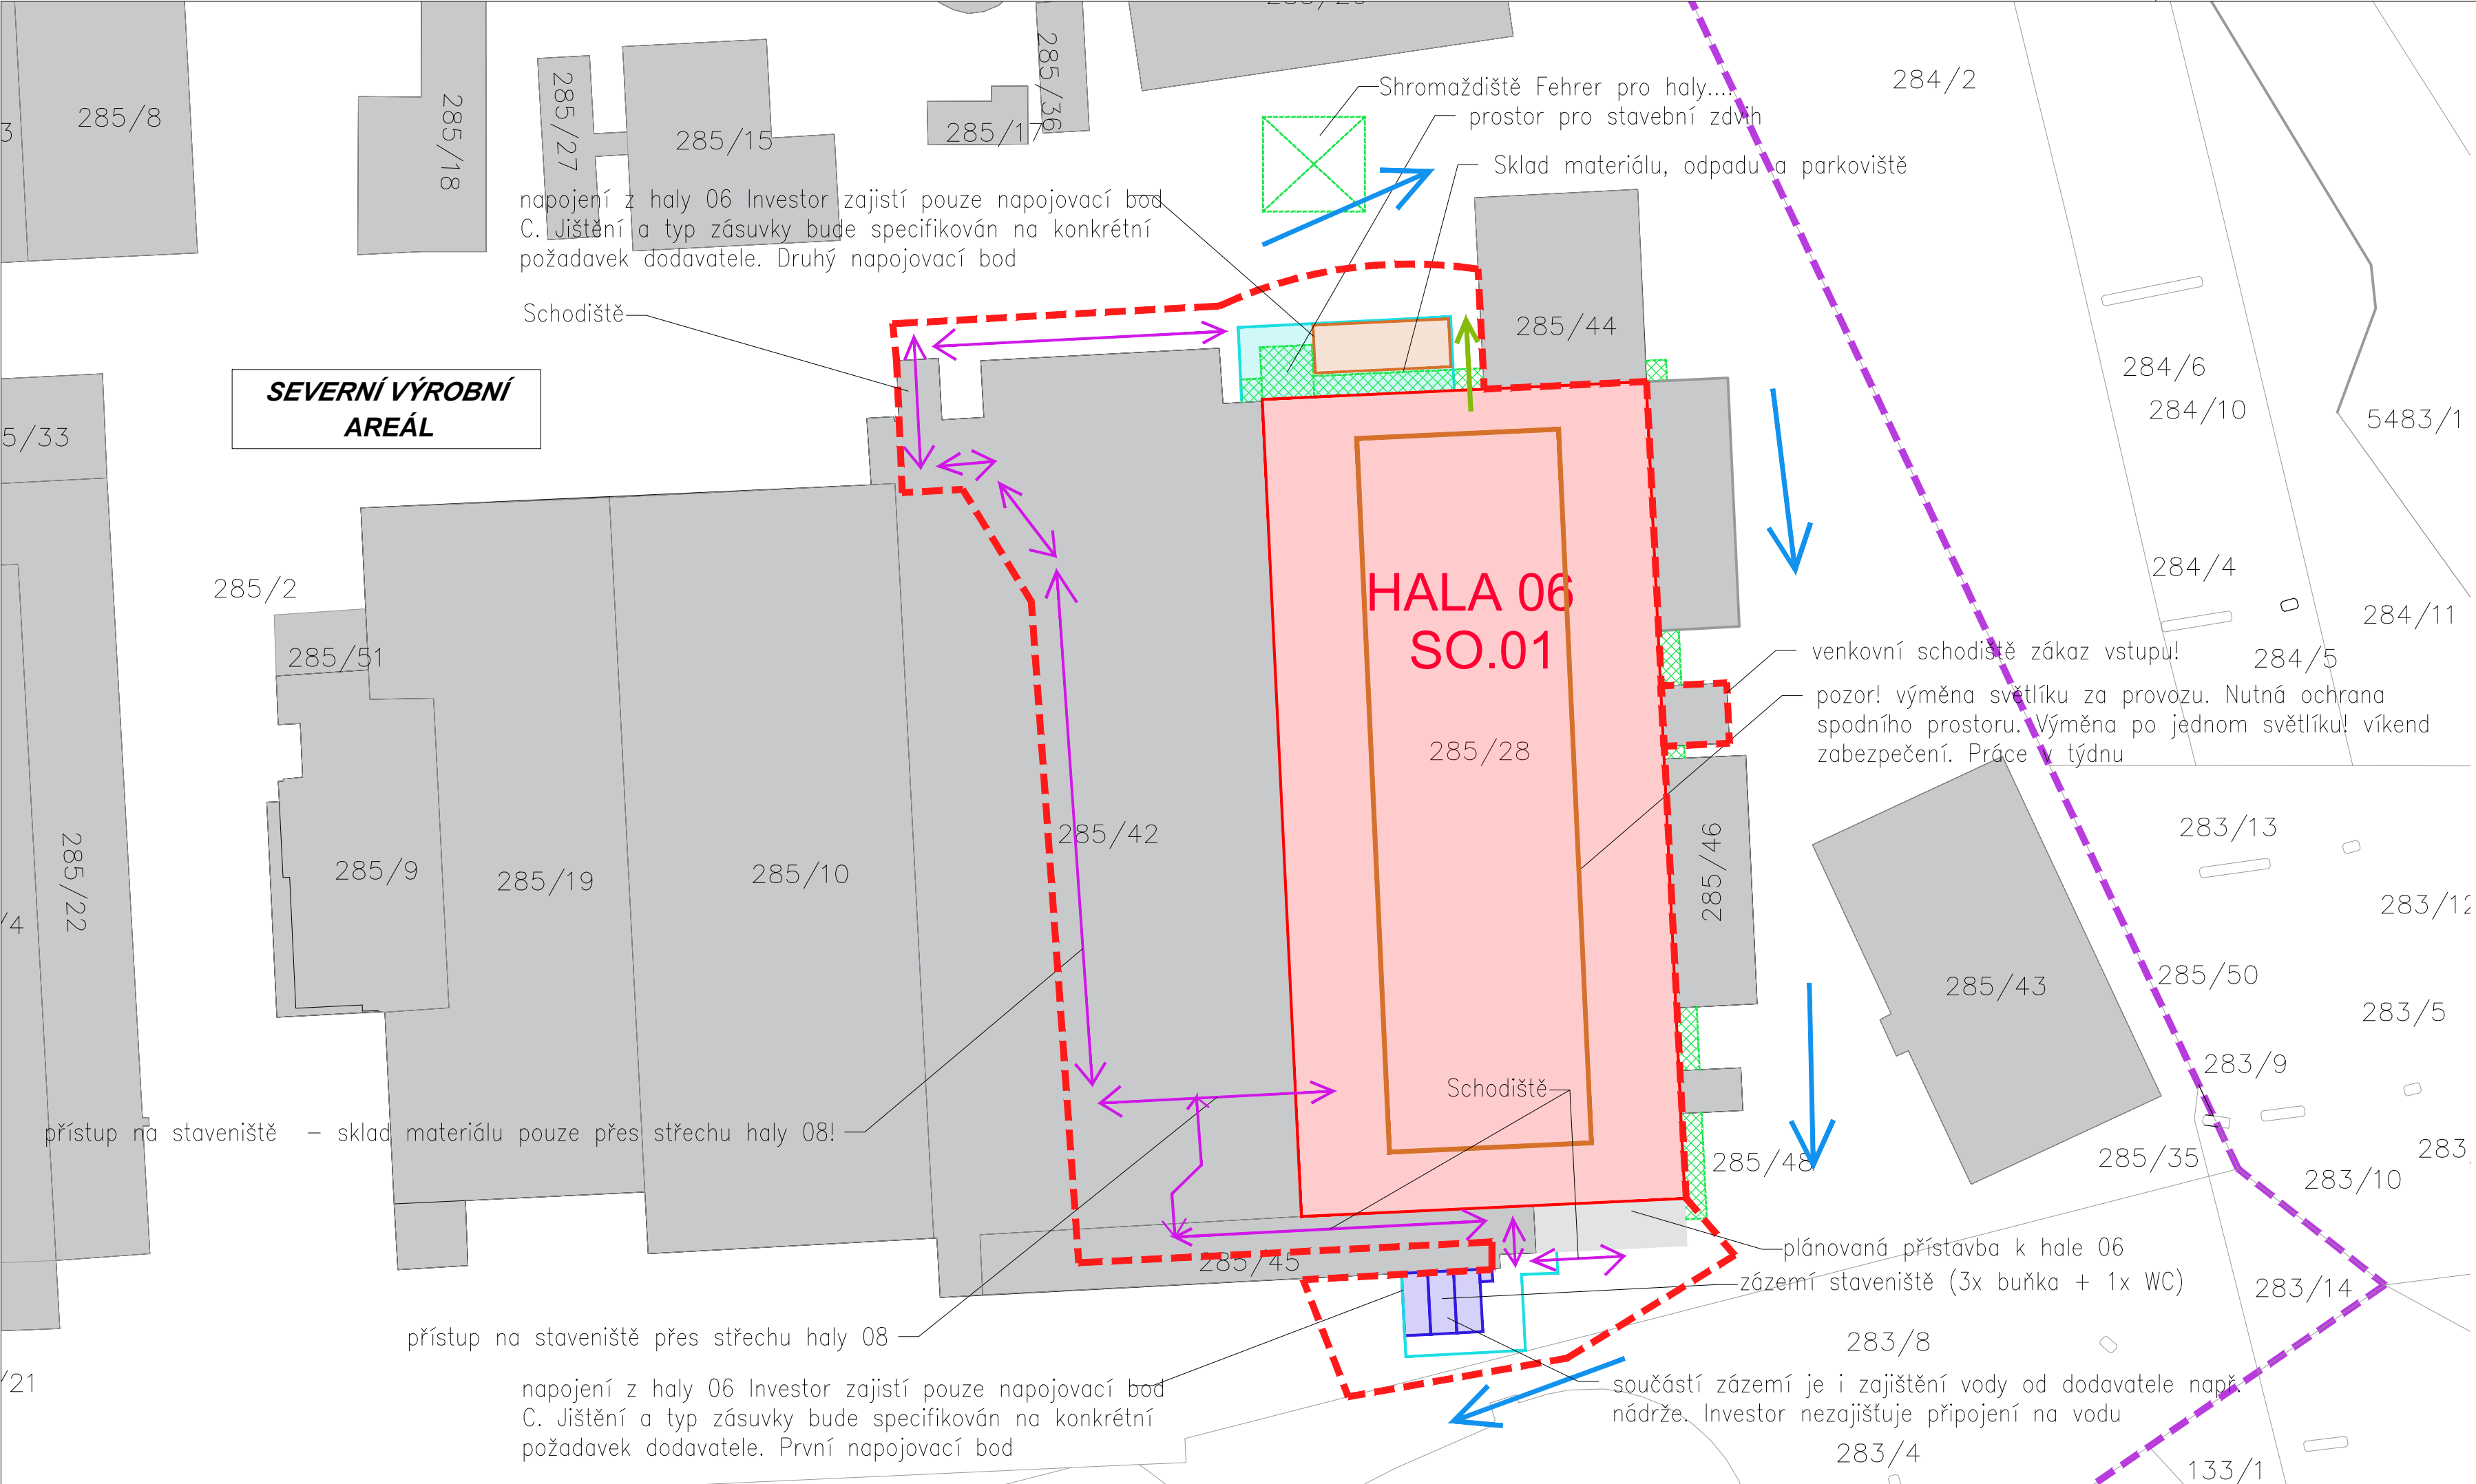 285/8
285/18
285/27
285/15
285/17
285/36
284/2
Shromaždiště Fehrer pro haly....
prostor pro stavební zdvih
Sklad materiálu, odpadu a parkoviště
napojení z haly 06 Investor zajistí pouze napojovací bod
C. Jištění a typ zásuvky bude specifikován na konkrétní
požadavek dodavatele. Druhý napojovací bod
Schodiště
285/44
SEVERNÍ VÝROBNÍ
AREÁL
5/33
284/6
284/10
5483/1
284/4
284/11
284/5
285/2
285/51
HALA 06
SO.01
venkovní schodiště zákaz vstupu!
pozor! výměna světlíku za provozu. Nutná ochrana
spodního prostoru. Výměna po jednom světlíku! víkend
zabezpečení. Práce v týdnu
285/28
285/42
285/22
285/9
285/19
285/10
285/46
283/13
283/12
/4
285/43
285/50
283/5
283/9
Schodiště
přístup na staveniště – sklad materiálu pouze přes střechu haly 08!
285/48
285/35
283/10
283
285/45
plánovaná přístavba k hale 06
zázemí staveniště (3x buňka + 1x WC)
283/14
přístup na staveniště přes střechu haly 08
283/8
/21
napojení z haly 06 Investor zajistí pouze napojovací bod
C. Jištění a typ zásuvky bude specifikován na konkrétní
požadavek dodavatele. První napojovací bod
součástí zázemí je i zajištění vody od dodavatele např.
nádrže. Investor nezajišťuje připojení na vodu
283/4
133/1